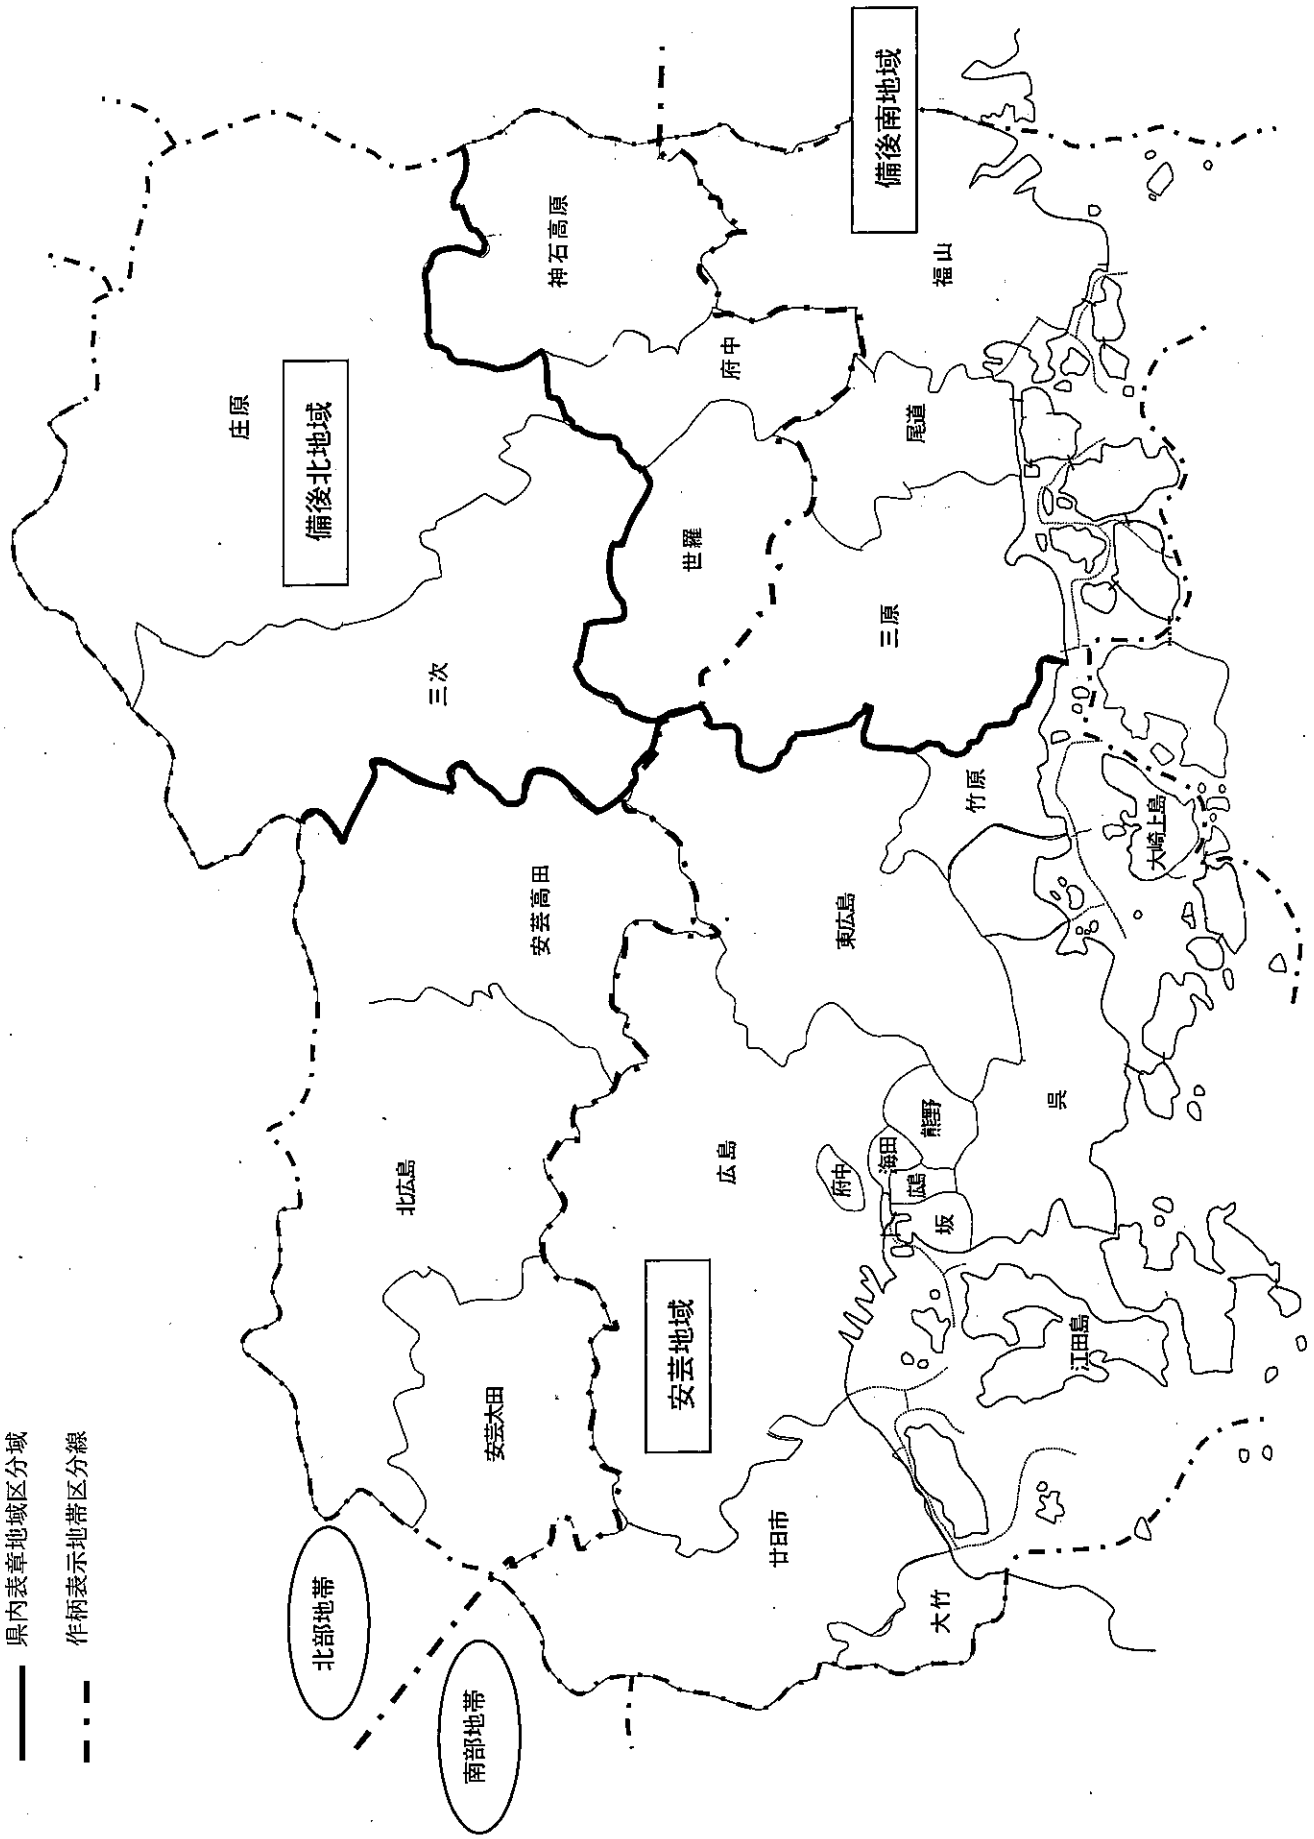 県内表章地域区分域
作柄表示地帯区分線
北部地帯
南部地帯
備後北地域
備後南地域
安芸地域
庄原
三次
神石高原
府中
世羅
福山
尾道
三原
安芸高田
北広島
安芸太田
広島
東広島
竹原
大崎上島
呉
熊野
海田
府中
広島
坂
江田島
廿日市
大竹